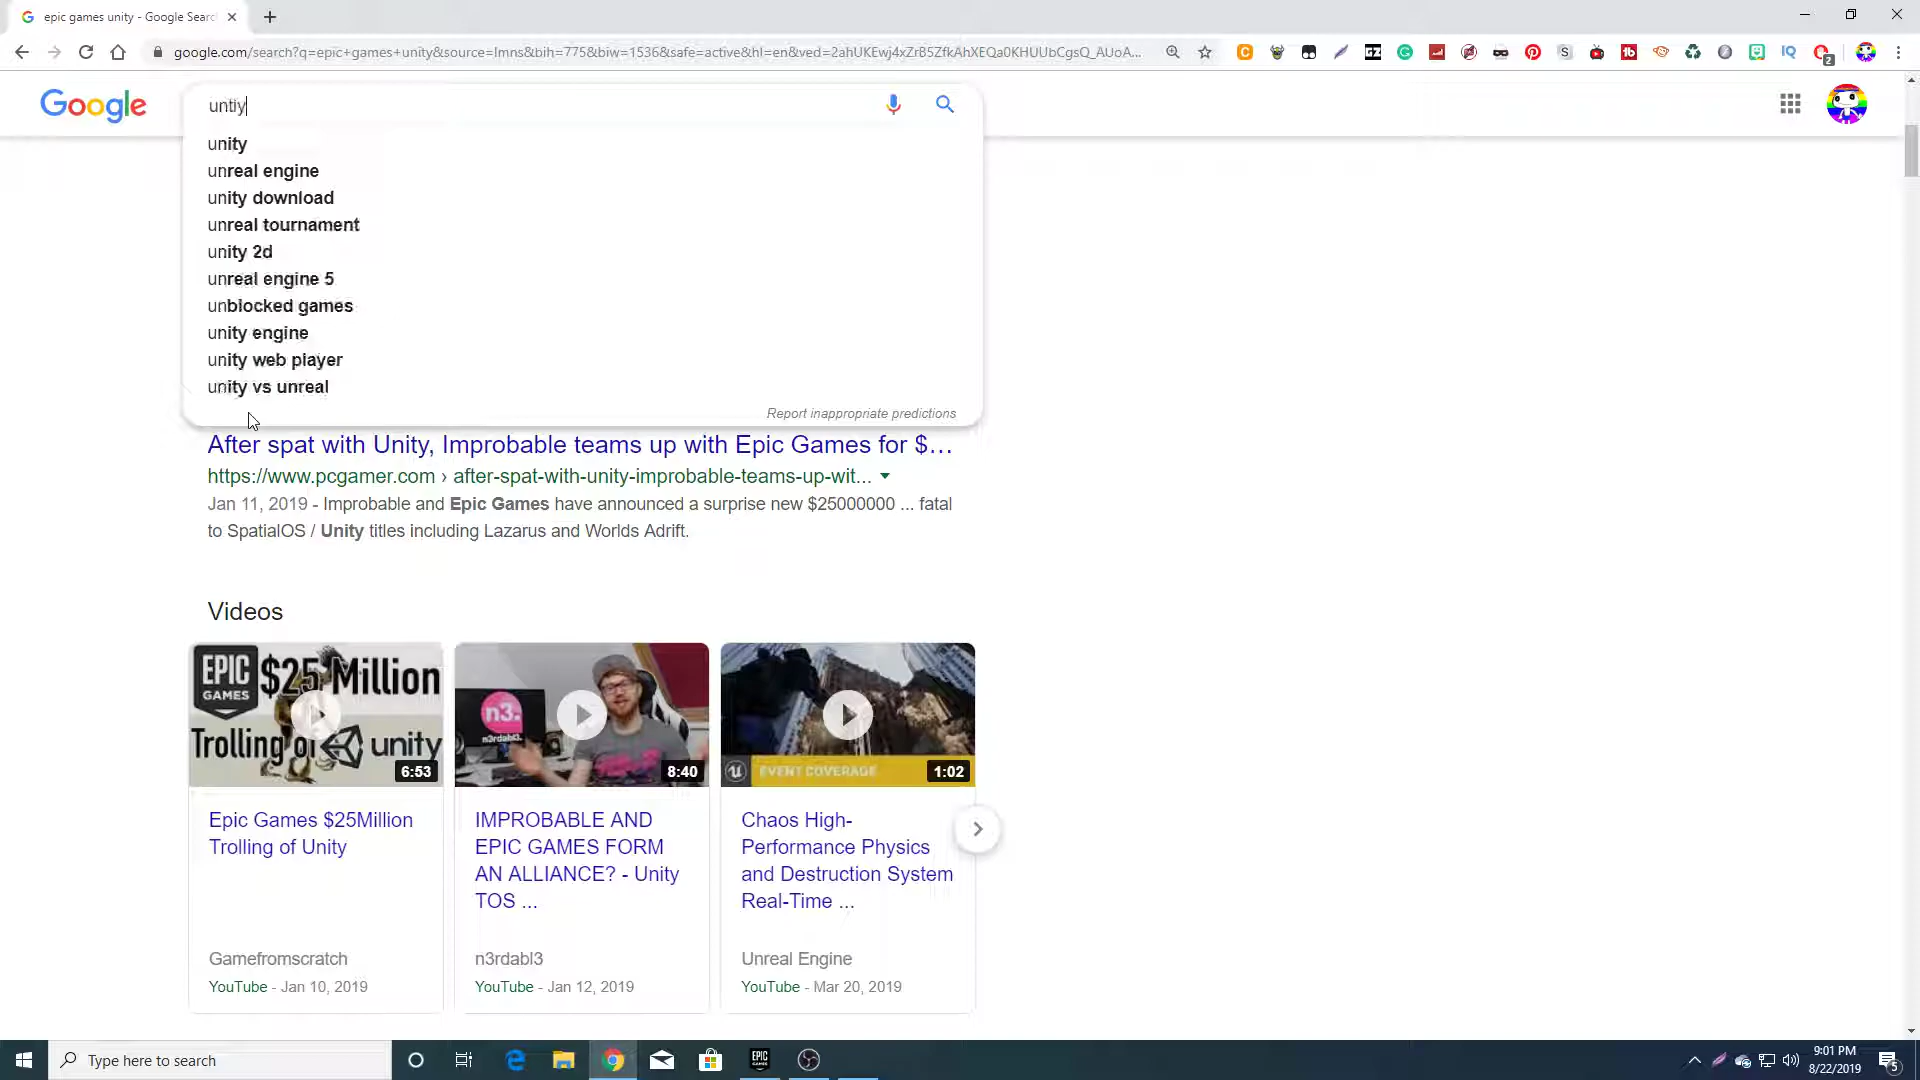 epic games unity - Google Searc
google.com/search?q=epic+games+unity&source=lmns&bih=775&biw=1536&safe=active&hl=en&ved=2ahUKEwj4xZrB5ZfkAhXEQa0KHUUbCgsQ_AUoA...
Google
untiy
unity
unreal engine
unity download
unreal tournament
unity 2d
unreal engine 5
unblocked games
unity engine
unity web player
unity vs unreal
Report inappropriate predictions
After spat with Unity, Improbable teams up with Epic Games for $...
https://www.pcgamer.com › after-spat-with-unity-improbable-teams-up-wit...
Jan 11, 2019 - Improbable and Epic Games have announced a surprise new $25000000 ... fatal
to SpatialOS / Unity titles including Lazarus and Worlds Adrift.
Videos
EPIC GAMES $25 Million
Trolling of unity
6:53
n3.
n3rdabl3.
8:40
EVENT COVERAGE
1:02
Epic Games $25Million
Trolling of Unity
IMPROBABLE AND
EPIC GAMES FORM
AN ALLIANCE? - Unity
TOS ...
Chaos High-
Performance Physics
and Destruction System
Real-Time ...
Gamefromscratch
n3rdabl3
Unreal Engine
YouTube - Jan 10, 2019
YouTube - Jan 12, 2019
YouTube - Mar 20, 2019
Type here to search
EPIC GAMES
9:01 PM
8/22/2019
5